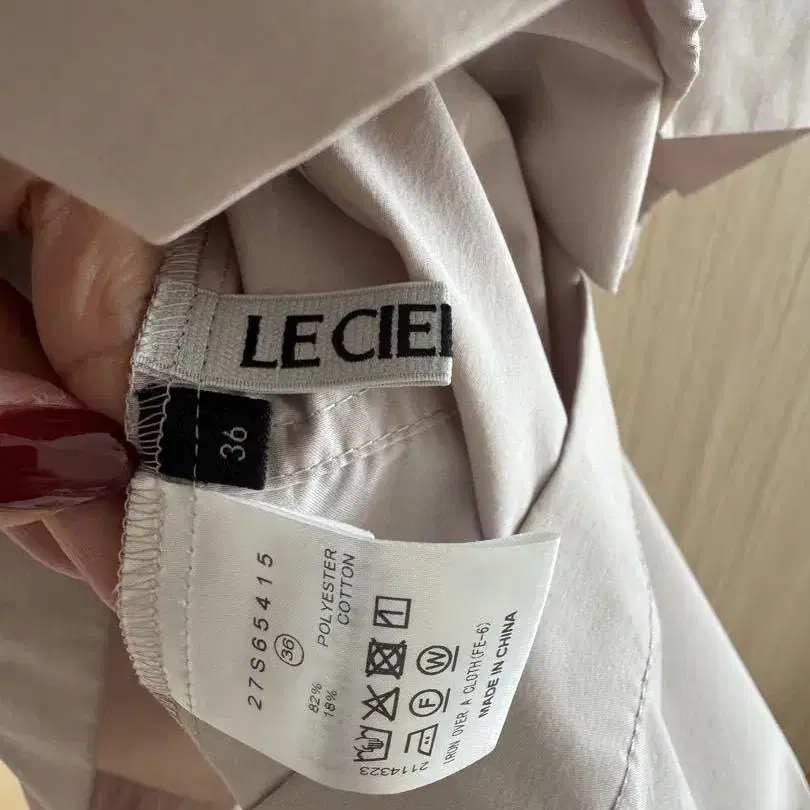 LE CIEL
36
27S65415
36
82% POLYESTER
18% COTTON
W
F
IRON OVER A CLOTH(FE-6)
MADE IN CHINA
2114323